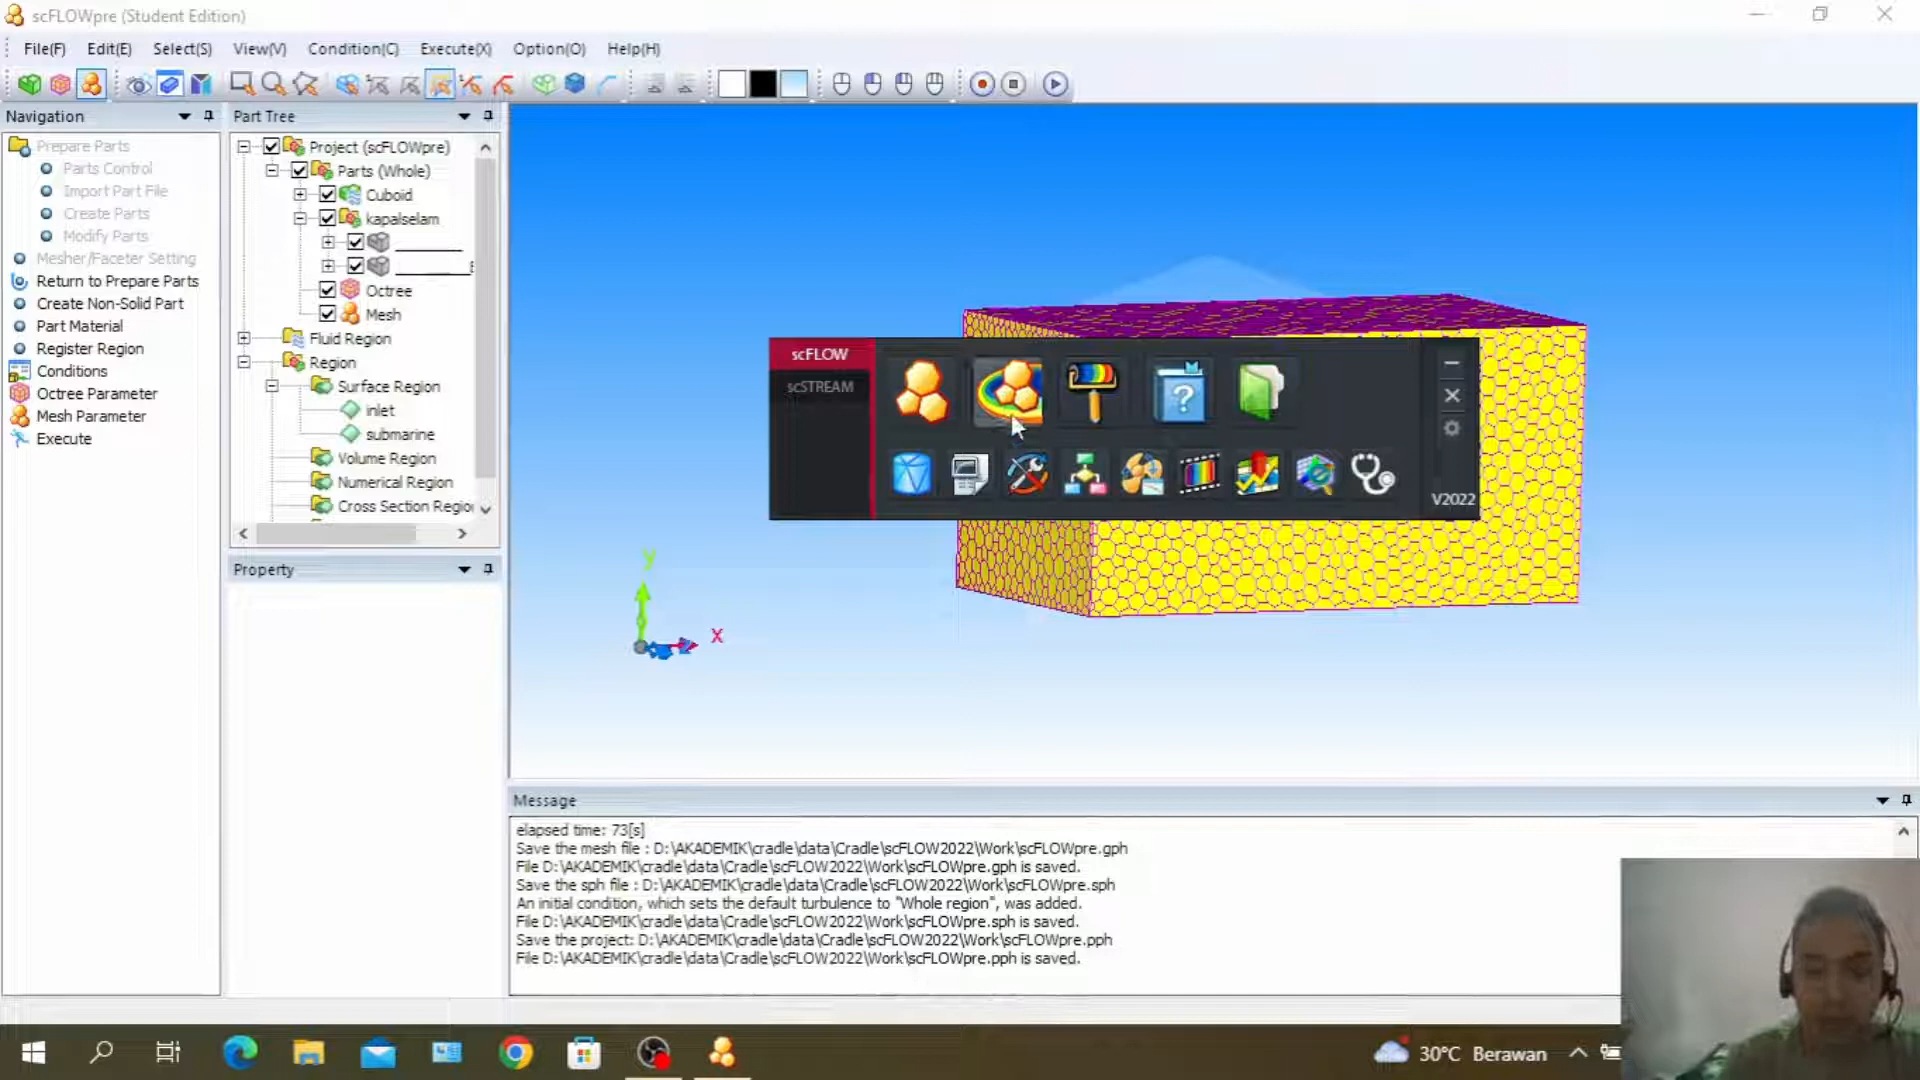 scFLOWpre (Student Edition)
File(F) Edit(E) Select(S) View(V) Condition(C) Execute(X) Option(O) Help(H)
Navigation
Prepare Parts
Parts Control
Import Part File
Create Parts
Modify Parts
Mesher/Faceter Setting
Return to Prepare Parts
Create Non-Solid Part
Part Material
Register Region
Conditions
Octree Parameter
Mesh Parameter
Execute
Part Tree
Project (scFLOWpre)
Parts (Whole)
Cuboid
kapalselam
Octree
Mesh
Fluid Region
Region
Surface Region
inlet
submarine
Volume Region
Numerical Region
Cross Section Regio
Property
scFLOW
scSTREAM
V2022
y
x
Message
elapsed time: 73[s]
Save the mesh file : D:\AKADEMIK\cradle\data\Cradle\scFLOW2022\Work\scFLOWpre.gph
File D:\AKADEMIK\cradle\data\Cradle\scFLOW2022\Work\scFLOWpre.gph is saved.
Save the sph file : D:\AKADEMIK\cradle\data\Cradle\scFLOW2022\Work\scFLOWpre.sph
An initial condition, which sets the default turbulence to "Whole region", was added.
File D:\AKADEMIK\cradle\data\Cradle\scFLOW2022\Work\scFLOWpre.sph is saved.
Save the project: D:\AKADEMIK\cradle\data\Cradle\scFLOW2022\Work\scFLOWpre.pph
File D:\AKADEMIK\cradle\data\Cradle\scFLOW2022\Work\scFLOWpre.pph is saved.
30°C Berawan